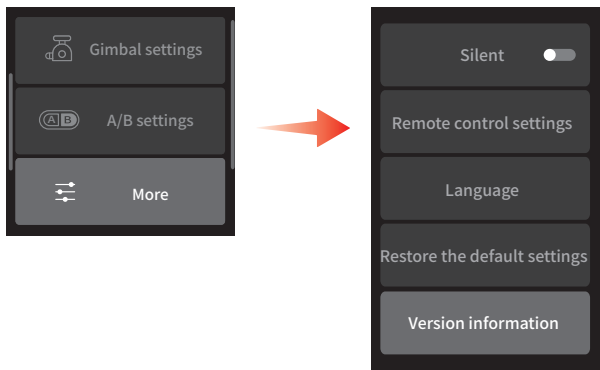 Gimbal settings
A B
A/B settings
More
Silent
Remote control settings
Language
Restore the default settings
Version information